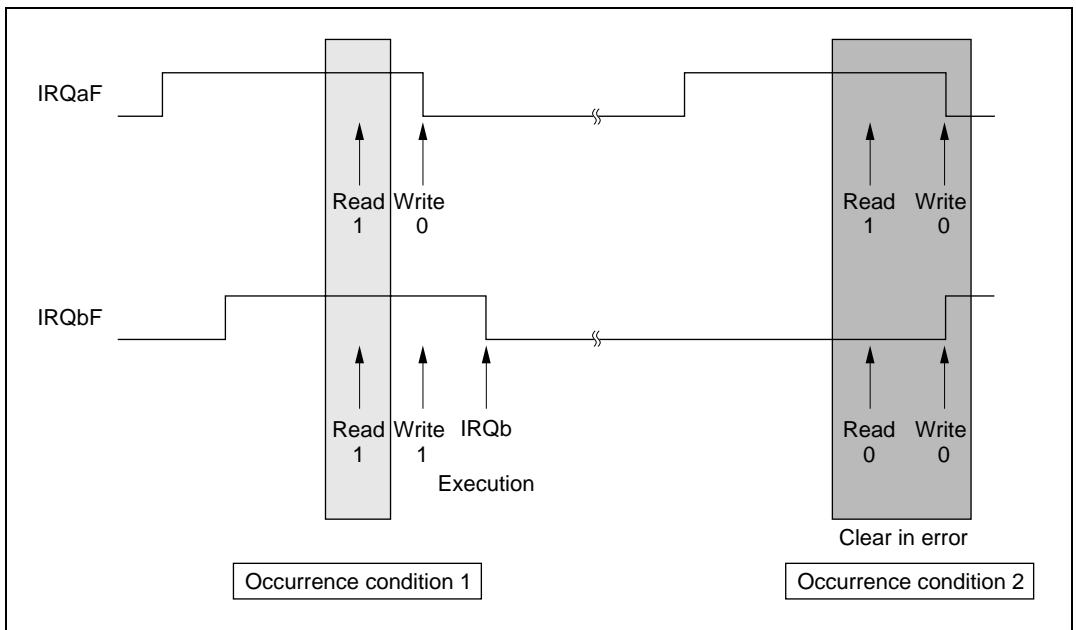 IRQaF
Read Write Read Write
1 0 1 0
IRQbF
Read Write IRQb Read Write
1 1 0 0
Execution
Clear in error
Occurrence condition 1 Occurrence condition 2